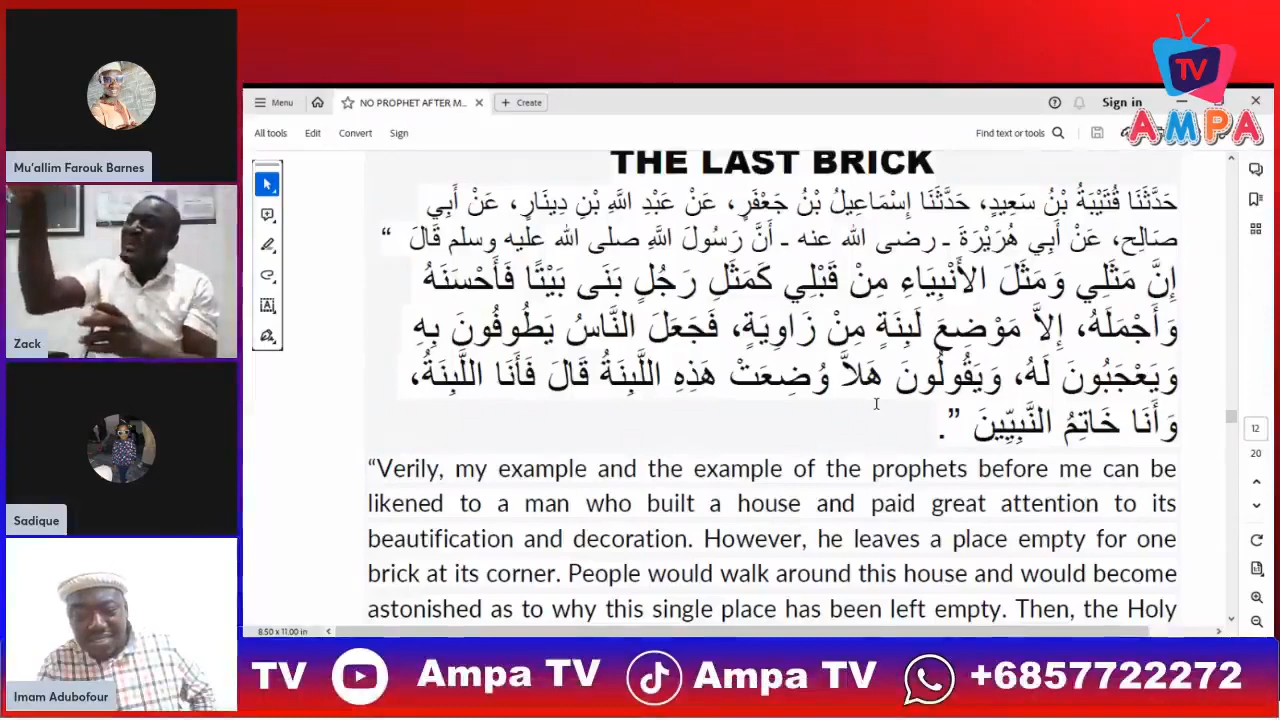 TV
AMPA
Menu
NO PROPHET AFTER M...
Create
Sign in
All tools Edit Convert Sign
Find text or tools
THE LAST BRICK
حَدَّثَنَا قُتَيْبَةُ بْنُ سَعِيدٍ، حَدَّثَنَا إِسْمَاعِيلُ بْنُ جَعْفَرٍ، عَنْ عَبْدِ اللَّهِ بْنِ دِينَارٍ، عَنْ أَبِي
صَالِحٍ، عَنْ أَبِي هُرَيْرَةَ ـ رضى الله عنه ـ أَنَّ رَسُولَ اللَّهِ صلى الله عليه وسلم قَالَ ‏"
إِنَّ مَثَلِي وَمَثَلَ الأَنْبِيَاءِ مِنْ قَبْلِي كَمَثَلِ رَجُلٍ بَنَى بَيْتًا فَأَحْسَنَهُ
وَأَجْمَلَهُ، إِلاَّ مَوْضِعَ لَبِنَةٍ مِنْ زَاوِيَةٍ، فَجَعَلَ النَّاسُ يَطُوفُونَ بِهِ
وَيَعْجَبُونَ لَهُ، وَيَقُولُونَ هَلاَّ وُضِعَتْ هَذِهِ اللَّبِنَةُ قَالَ فَأَنَا اللَّبِنَةُ،
وَأَنَا خَاتِمُ النَّبِيِّينَ ‏"‏‏.‏
“Verily, my example and the example of the prophets before me can be
likened to a man who built a house and paid great attention to its
beautification and decoration. However, he leaves a place empty for one
brick at its corner. People would walk around this house and would become
astonished as to why this single place has been left empty. Then, the Holy
12
20
8.50 x 11.00 in
Mu'allim Farouk Barnes
Zack
Sadique
Imam Adubofour
TV Ampa TV Ampa TV +6857722272